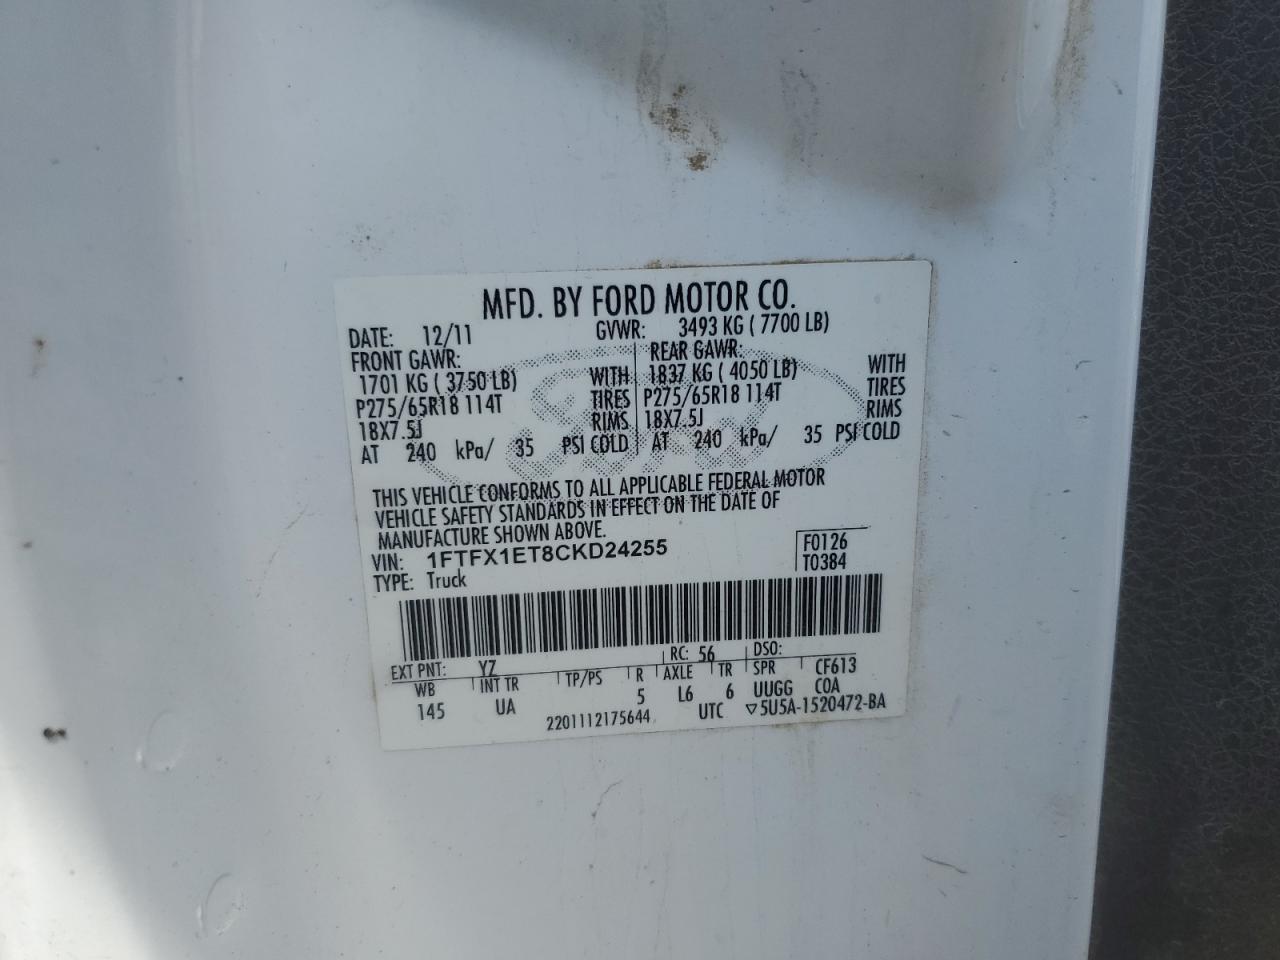 MFD. BY FORD MOTOR CO.
DATE: 12/11 GVWR: 3493 KG ( 7700 LB)
FRONT GAWR: REAR GAWR:
1701 KG ( 3750 LB) WITH 1837 KG ( 4050 LB) WITH
P275/65R18 114T TIRES P275/65R18 114T TIRES
18X7.5J RIMS 18X7.5J RIMS
AT 240 kPa/ 35 PSI COLD AT 240 kPa/ 35 PSI COLD
THIS VEHICLE CONFORMS TO ALL APPLICABLE FEDERAL MOTOR
VEHICLE SAFETY STANDARDS IN EFFECT ON THE DATE OF
MANUFACTURE SHOWN ABOVE.
VIN: 1FTFX1ET8CKD24255 F0126
TYPE: Truck T0384
EXT PNT: YZ RC: 56 DSO:
WB INT TR TP/PS R AXLE TR SPR CF613
145 UA 5 L6 6 UUGG COA
2201112175644 UTC ▽5U5A-1520472-BA